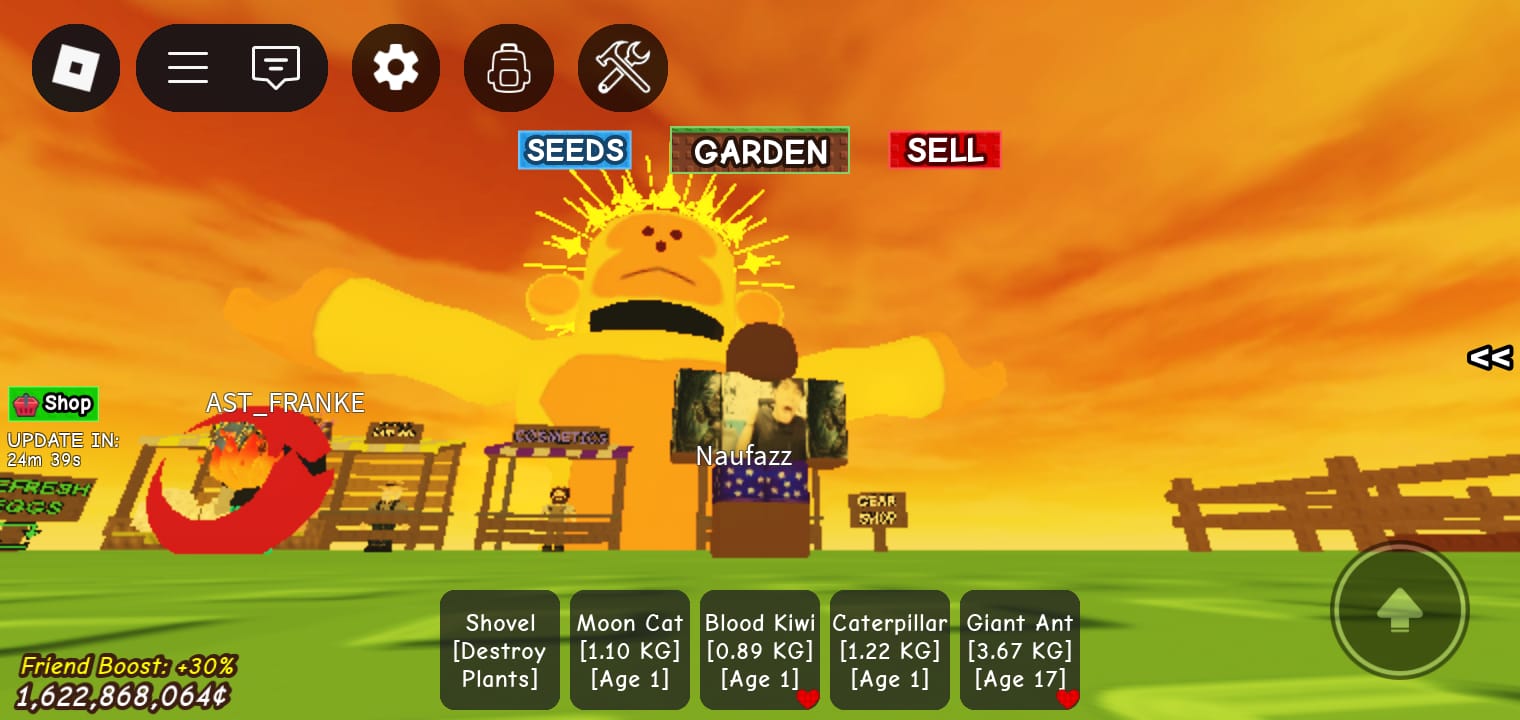 SEEDS
GARDEN
SELL
Shop
UPDATE IN:
24m 39s
AST_FRANKE
COSMETICS
Naufazz
GEAR
SHOP
EGGS
Shovel
[Destroy
Plants]
Moon Cat
[1.10 KG]
[Age 1]
Blood Kiwi
[0.89 KG]
[Age 1]
Caterpillar
[1.22 KG]
[Age 1]
Giant Ant
[3.67 KG]
[Age 17]
Friend Boost: +30%
1,622,868,064¢
<<